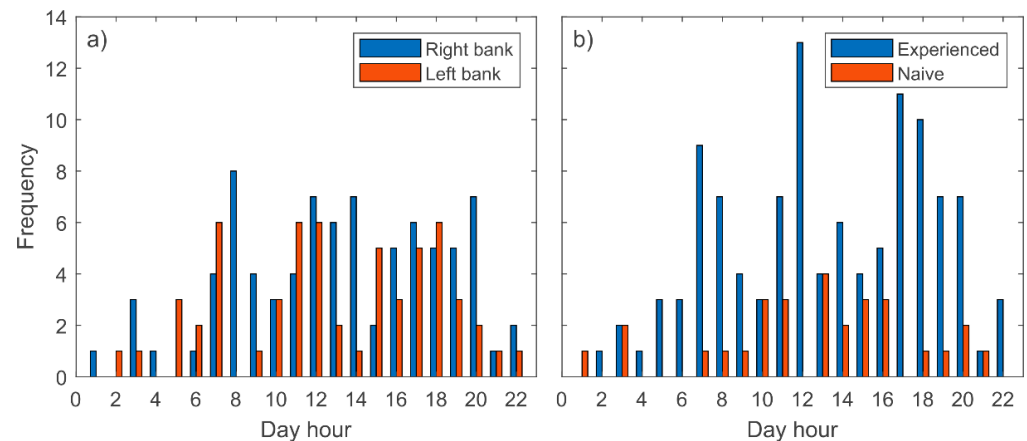 a)
Right bank
Left bank
b)
Experienced
Naive
14
12
10
8
6
4
2
0
Frequency
0 2 4 6 8 10 12 14 16 18 20 22
Day hour
0 2 4 6 8 10 12 14 16 18 20 22
Day hour